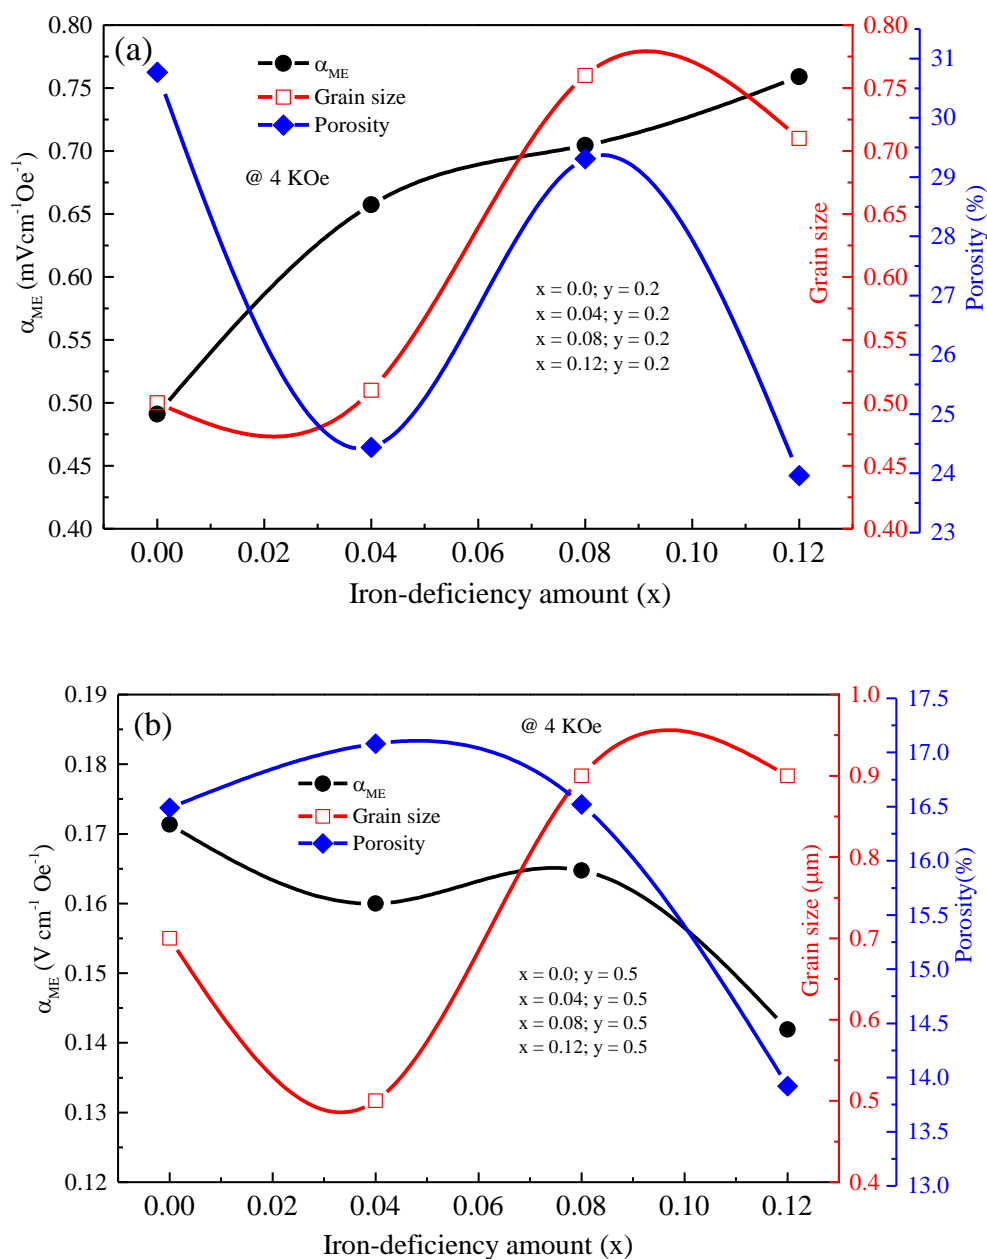 (a)
α_ME
Grain size
Porosity
@ 4 KOe
x = 0.0; y = 0.2
x = 0.04; y = 0.2
x = 0.08; y = 0.2
x = 0.12; y = 0.2
0.80
0.75
0.70
0.65
0.60
0.55
0.50
0.45
0.40
α_ME (mVcm⁻¹Oe⁻¹)
0.00 0.02 0.04 0.06 0.08 0.10 0.12
Iron-deficiency amount (x)
0.80
0.75
0.70
0.65
0.60
0.55
0.50
0.45
0.40
Grain size
31
30
29
28
27
26
25
24
23
Porosity (%)
(b)
@ 4 KOe
α_ME
Grain size
Porosity
x = 0.0; y = 0.5
x = 0.04; y = 0.5
x = 0.08; y = 0.5
x = 0.12; y = 0.5
0.19
0.18
0.17
0.16
0.15
0.14
0.13
0.12
α_ME (V cm⁻¹ Oe⁻¹)
0.00 0.02 0.04 0.06 0.08 0.10 0.12
Iron-deficiency amount (x)
1.0
0.9
0.8
0.7
0.6
0.5
0.4
Grain size (μm)
17.5
17.0
16.5
16.0
15.5
15.0
14.5
14.0
13.5
13.0
Porosity(%)